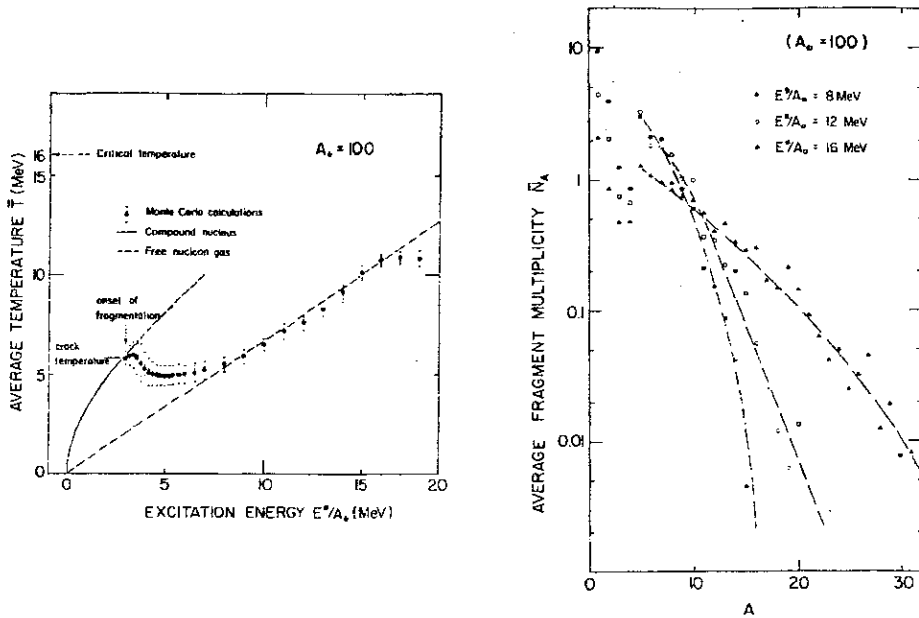 AVERAGE TEMPERATURE T̄ (MeV)
16
15
10
5
0
Critical temperature
A₀ = 100
Monte Carlo calculations
Compound nucleus
Free nucleon gas
onset of
fragmentation
crack
temperature
0
5
10
15
20
EXCITATION ENERGY E*/A₀ (MeV)
AVERAGE FRAGMENT MULTIPLICITY N̄_A
10
1
0.1
0.01
(A₀ = 100)
E*/A₀ = 8 MeV
E*/A₀ = 12 MeV
E*/A₀ = 16 MeV
0
10
20
30
A